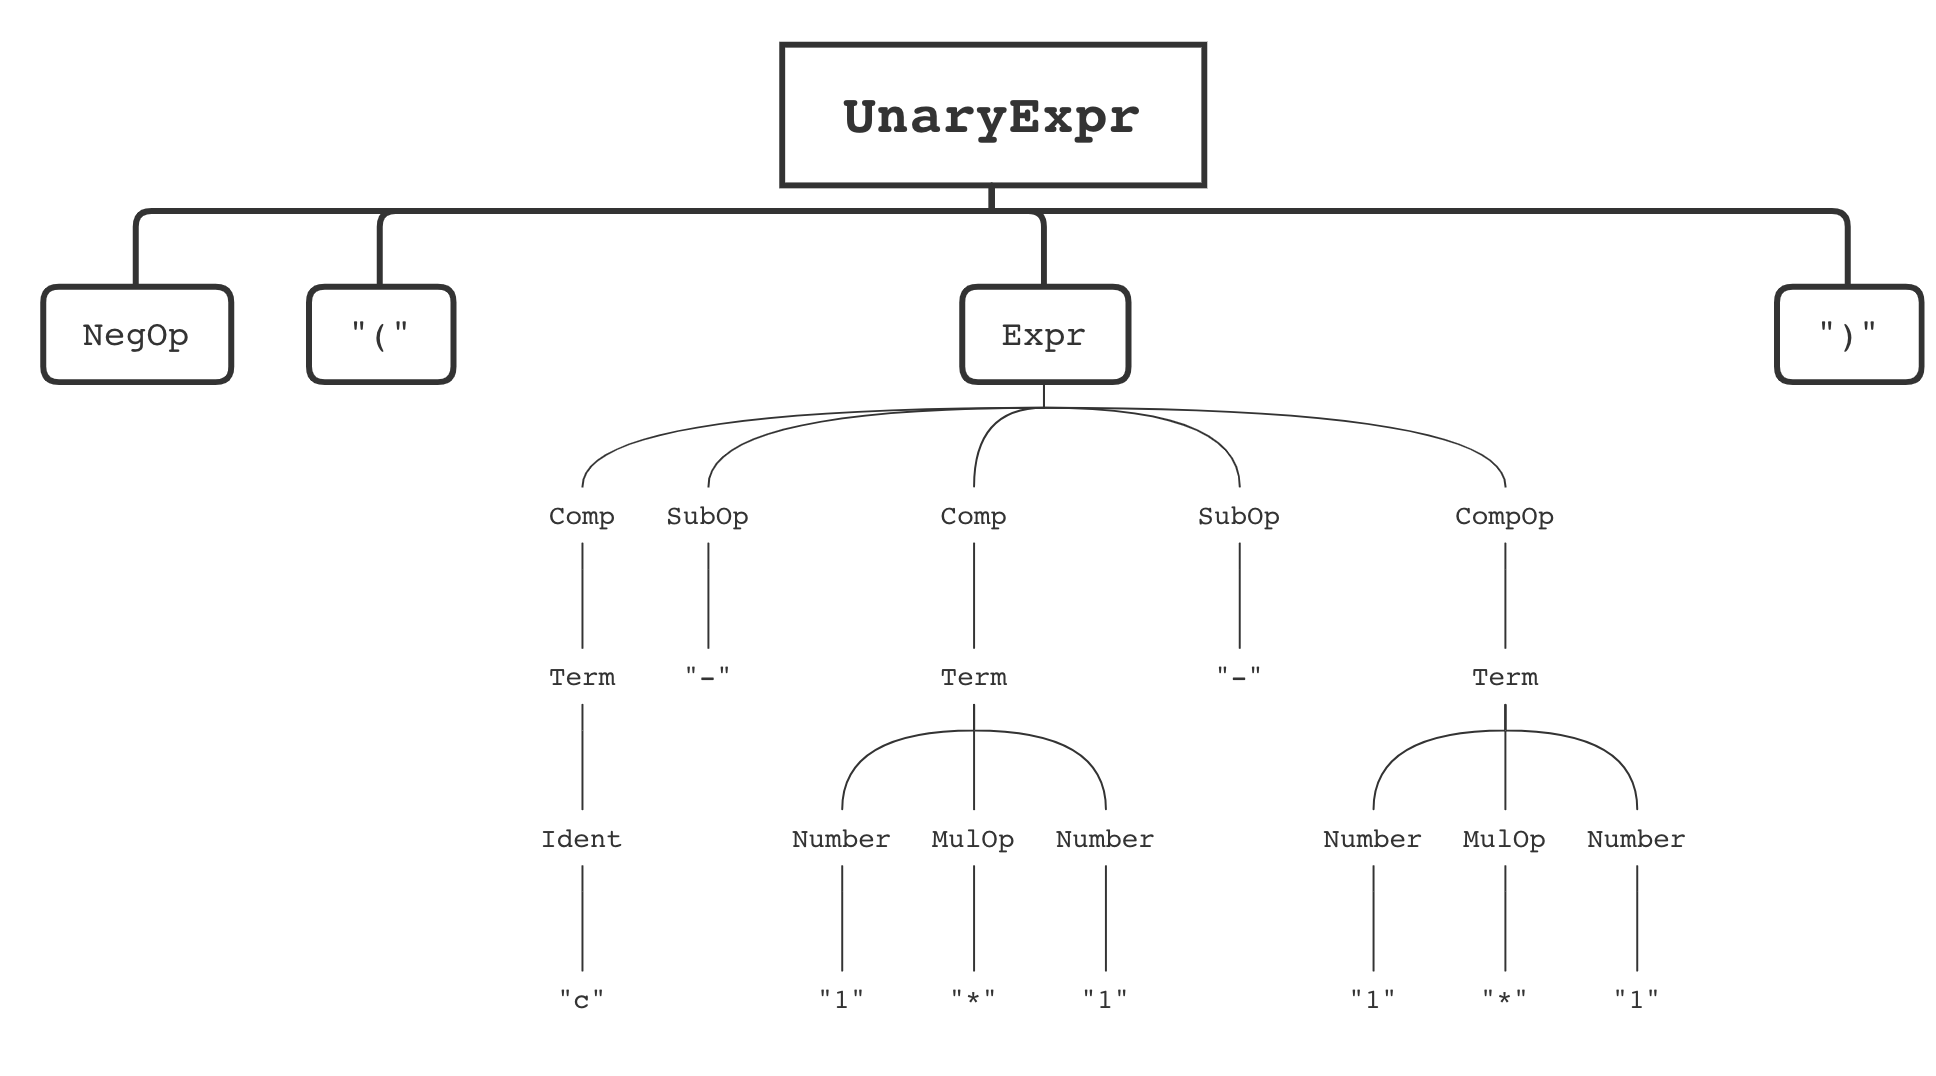 UnaryExpr
NegOp "(" Expr ")"
Comp SubOp Comp SubOp CompOp
Term "-" Term "-" Term
Ident Number MulOp Number Number MulOp Number
"c" "1" "*" "1" "1" "*" "1"